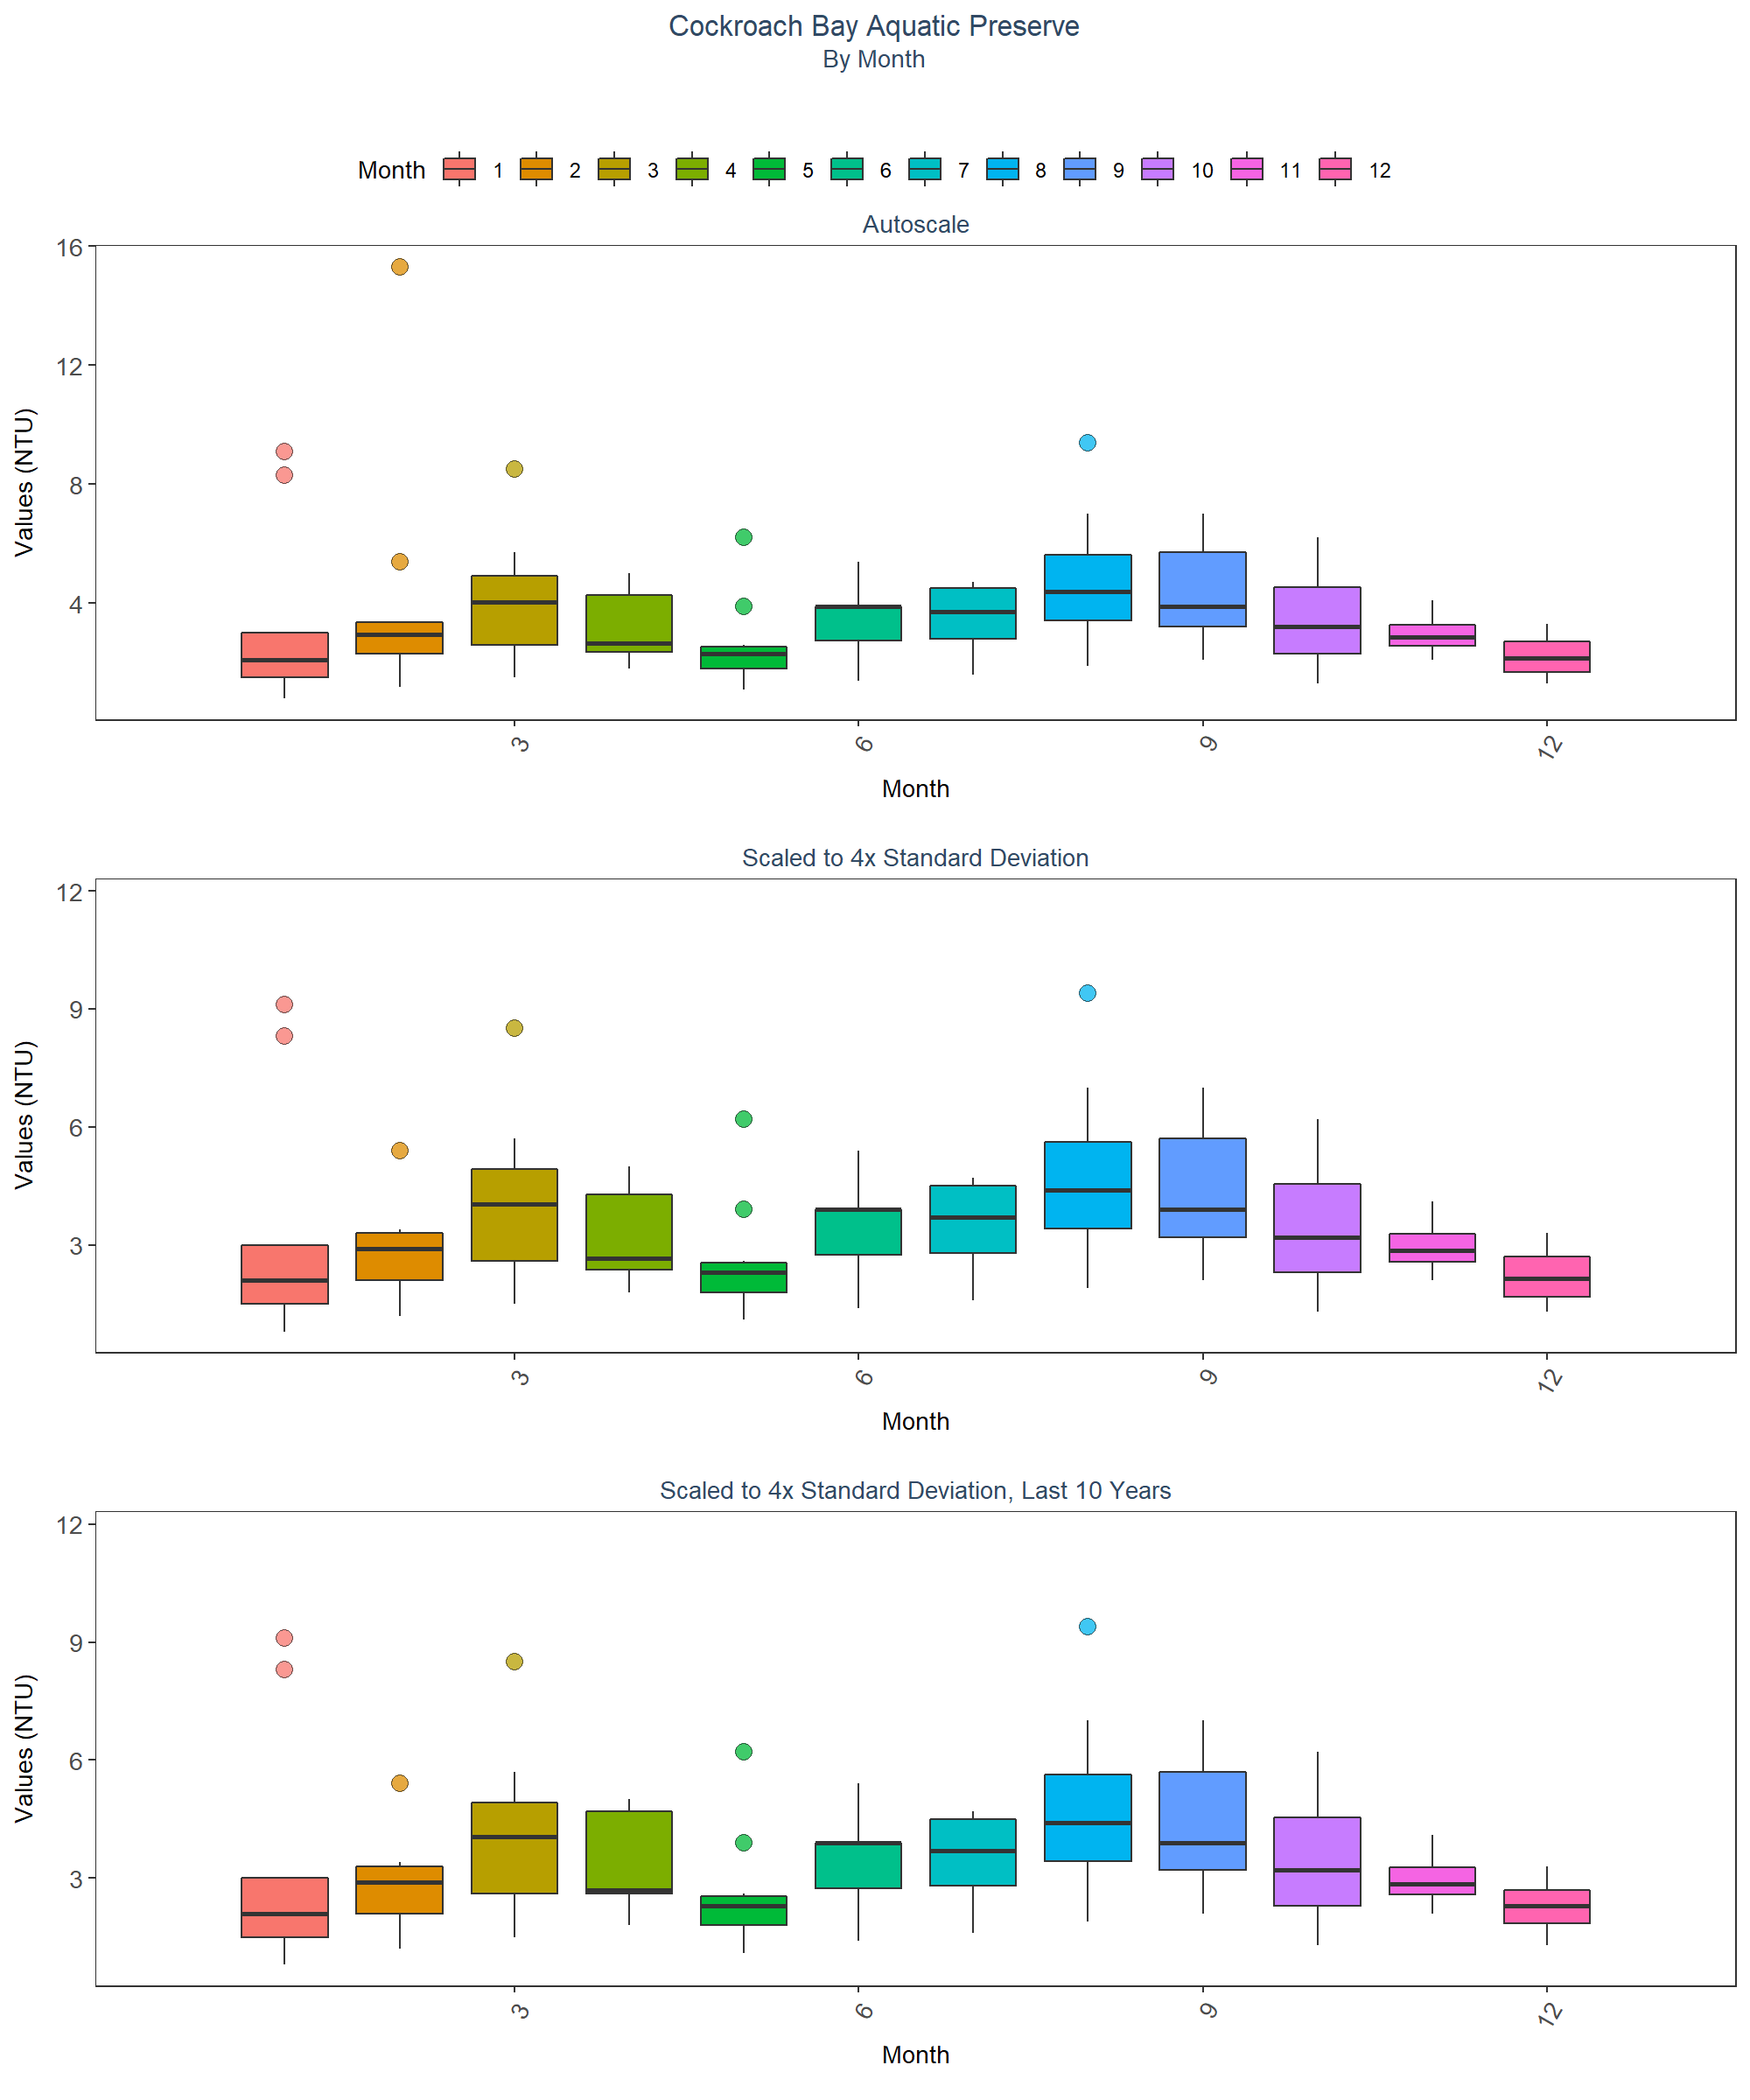 Cockroach Bay Aquatic Preserve
By Month
Month 1 2 3 4 5 6 7 8 9 10 11 12
Autoscale
16
12
8
4
Values (NTU)
3 6 9 12
Month
Scaled to 4x Standard Deviation
12
9
6
3
Values (NTU)
3 6 9 12
Month
Scaled to 4x Standard Deviation, Last 10 Years
12
9
6
3
Values (NTU)
3 6 9 12
Month